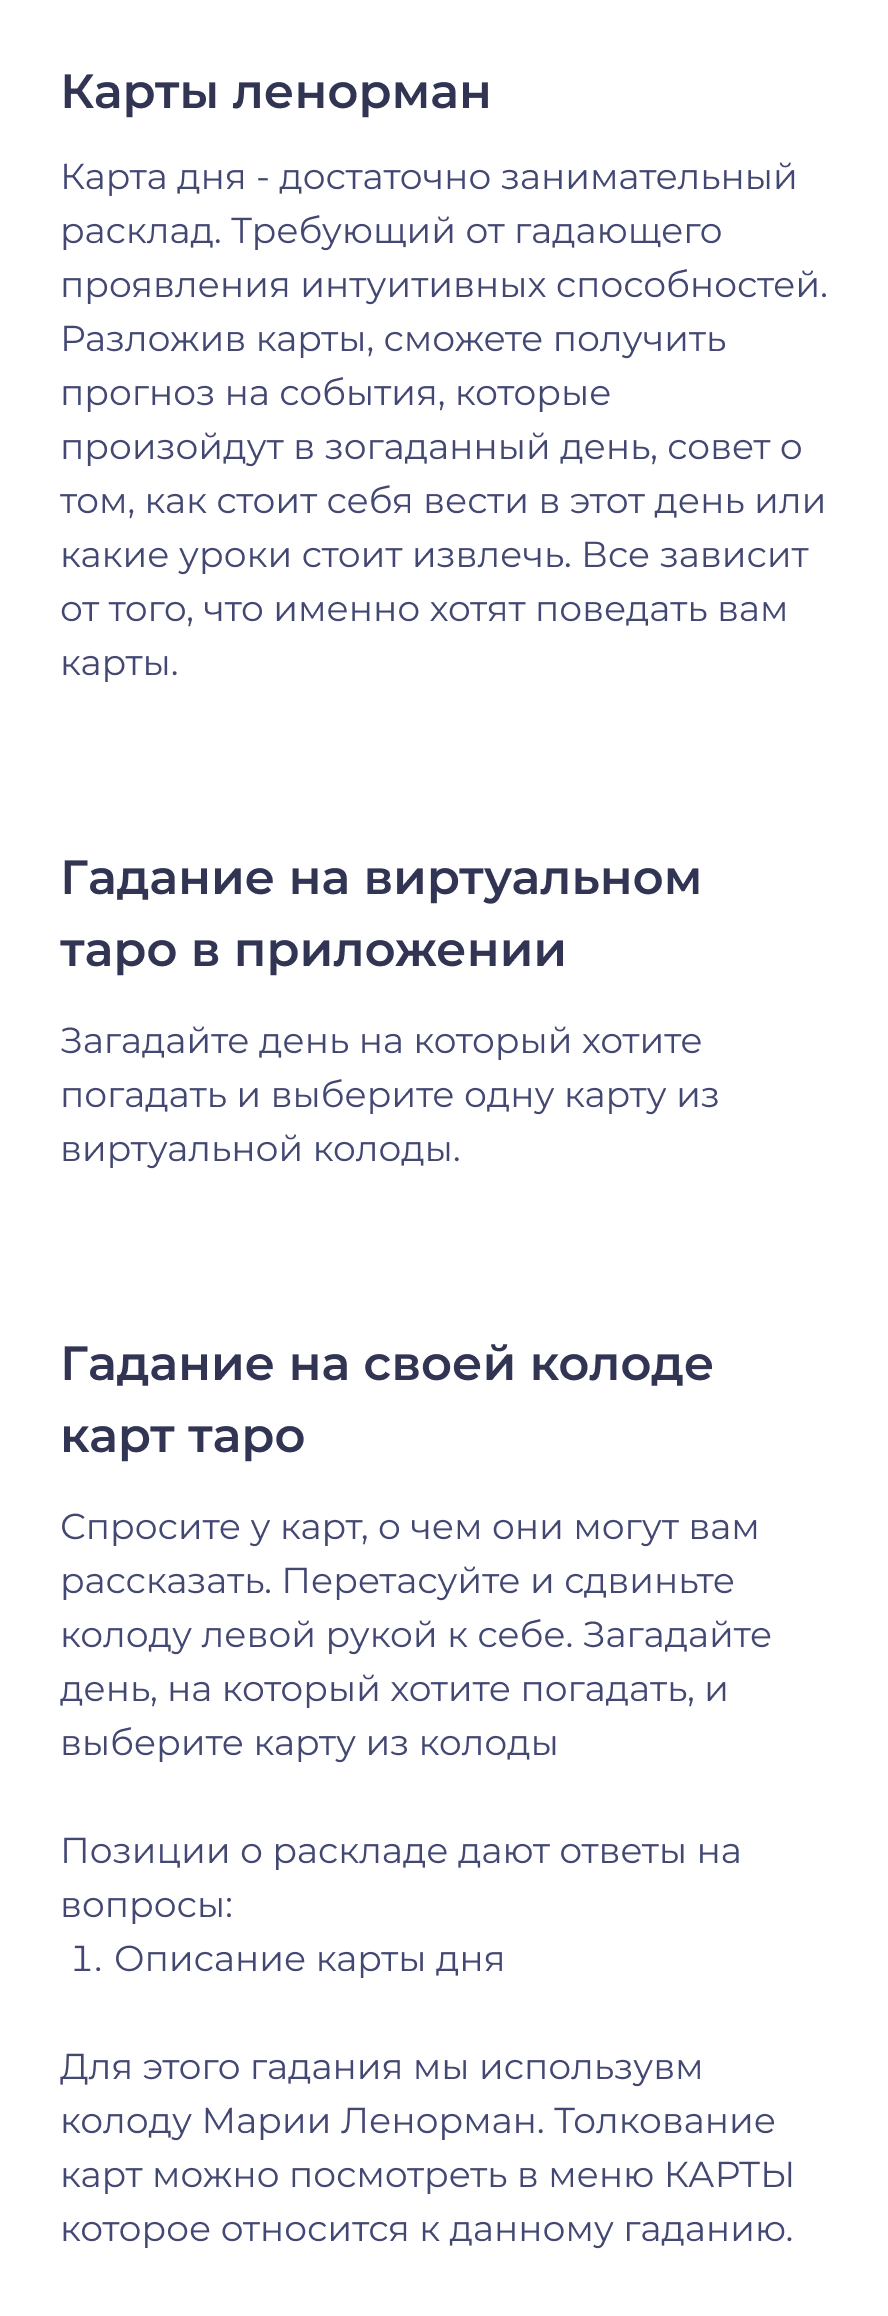 Карты ленорман
Карта дня - достаточно занимательный
расклад. Требующий от гадающего
проявления интуитивных способностей.
Разложив карты, сможете получить
прогноз на события, которые
произойдут в зогаданный день, совет о
том, как стоит себя вести в этот день или
какие уроки стоит извлечь. Все зависит
от того, что именно хотят поведать вам
карты.
Гадание на виртуальном
таро в приложении
Загадайте день на который хотите
погадать и выберите одну карту из
виртуальной колоды.
Гадание на своей колоде
карт таро
Спросите у карт, о чем они могут вам
рассказать. Перетасуйте и сдвиньте
колоду левой рукой к себе. Загадайте
день, на который хотите погадать, и
выберите карту из колоды
Позиции о раскладе дают ответы на
вопросы:
1. Описание карты дня
Для этого гадания мы использувм
колоду Марии Ленорман. Толкование
карт можно посмотреть в меню КАРТЫ
которое относится к данному гаданию.